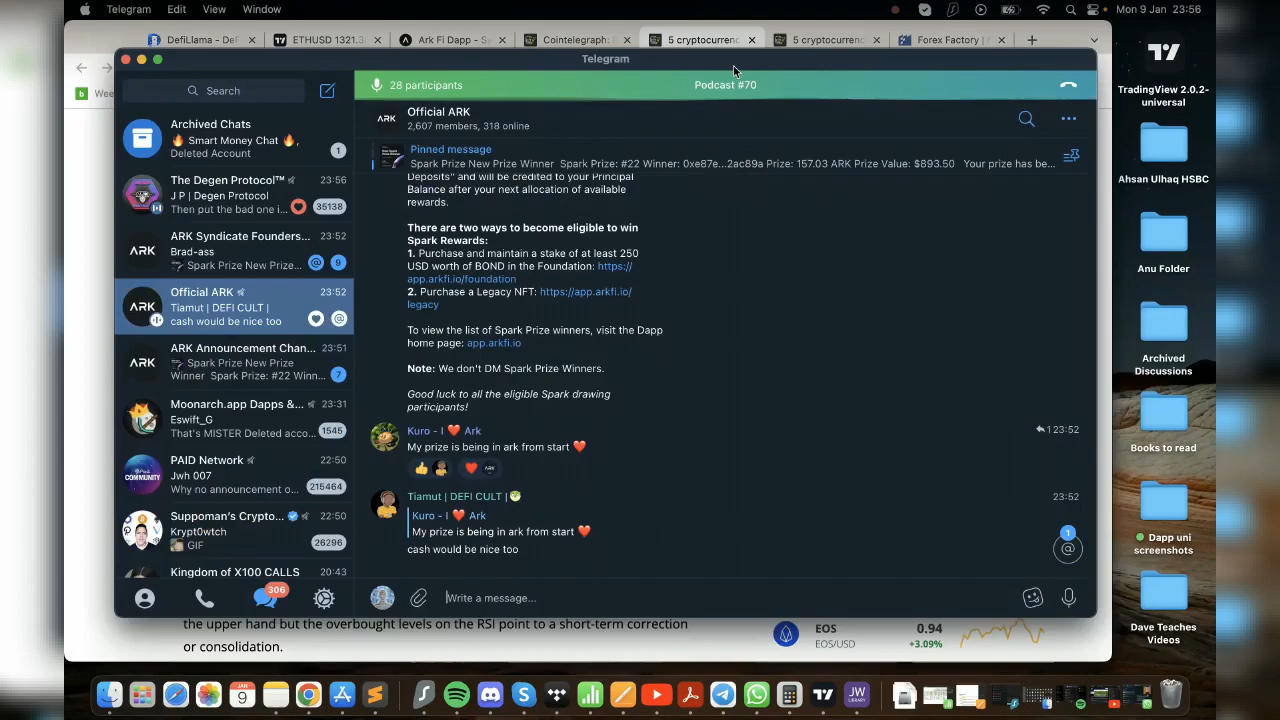 Telegram Edit View Window Help
Mon 9 Jan 23:56
DefiLlama - DeF
ETHUSD 1321.3
Ark Fi Dapp - S
Cointelegraph:
5 cryptocurrenc
5 cryptocurrenc
Forex Factory |
Wee
Telegram
Search
28 participants
Podcast #70
Official ARK
2,607 members, 318 online
Pinned message
Spark Prize New Prize Winner Spark Prize: #22 Winner: 0xe87e...2ac89a Prize: 157.03 ARK Prize Value: $893.50 Your prize has be...
Archived Chats
🔥 Smart Money Chat 🔥,
Deleted Account
1
The Degen Protocol™
23:56
J P | Degen Protocol
Then put the bad one i...
35138
ARK Syndicate Founders...
23:52
Brad-ass
Spark Prize New Prize...
@ 9
Official ARK
23:52
Tiamut | DEFI CULT |
cash would be nice too
@
ARK Announcement Chan...
23:51
Spark Prize New Prize
Winner Spark Prize: #22 Winn...
7
Moonarch.app Dapps &...
23:31
Eswift_G
That's MISTER Deleted acco...
1545
PAID Network
22:50
Jwh 007
Why no announcement o...
215464
Suppoman's Crypto...
22:50
Krypt0wtch
GIF
26296
Kingdom of X100 CALLS
20:43
306
Deposits" and will be credited to your Principal
Balance after your next allocation of available
rewards.
There are two ways to become eligible to win
Spark Rewards:
1. Purchase and maintain a stake of at least 250
USD worth of BOND in the Foundation: https://
app.arkfi.io/foundation
2. Purchase a Legacy NFT: https://app.arkfi.io/
legacy
To view the list of Spark Prize winners, visit the Dapp
home page: app.arkfi.io
Note: We don't DM Spark Prize Winners.
Good luck to all the eligible Spark drawing
participants!
Kuro - I ❤️ Ark
1 23:52
My prize is being in ark from start ❤️
Tiamut | DEFI CULT |
23:52
Kuro - I ❤️ Ark
My prize is being in ark from start ❤️
cash would be nice too
1
@
Write a message...
the upper hand but the overbought levels on the RSI point to a short-term correction
or consolidation.
EOS
EOS/USD
0.94
+3.09%
TradingView 2.0.2-
universal
Ahsan Ulhaq HSBC
Anu Folder
Archived
Discussions
Books to read
Dapp uni
screenshots
Dave Teaches
Videos